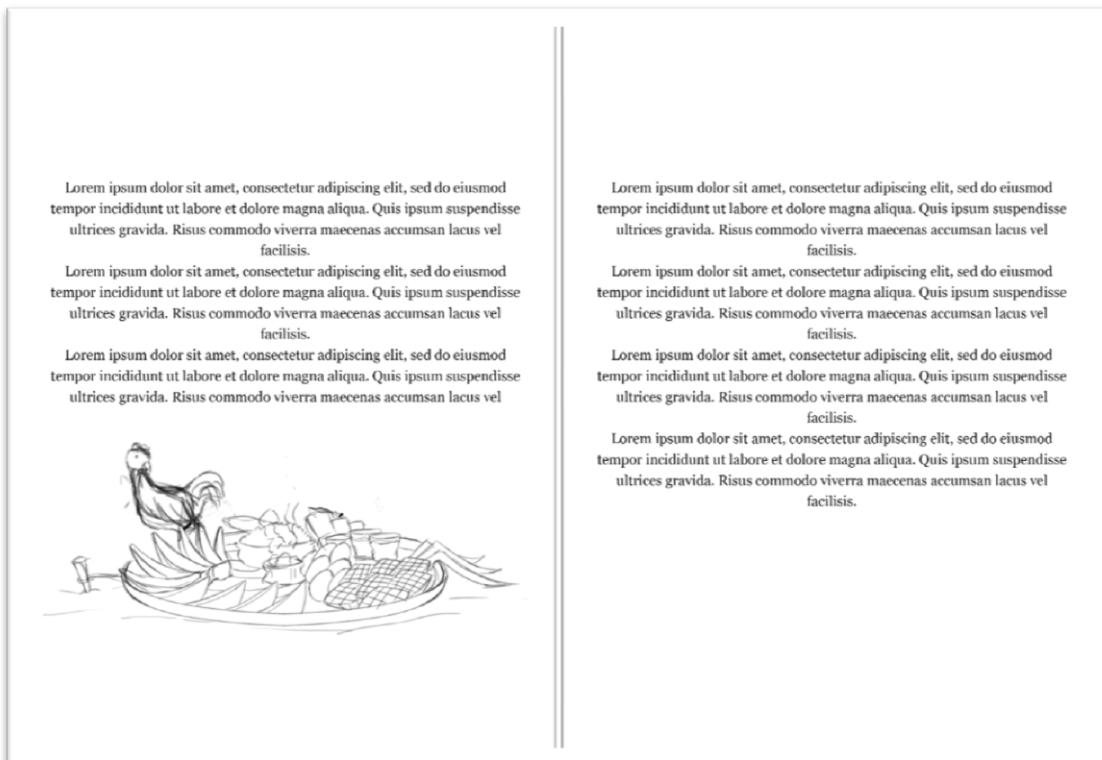 Lorem ipsum dolor sit amet, consectetur adipiscing elit, sed do eiusmod
tempor incididunt ut labore et dolore magna aliqua. Quis ipsum suspendisse
ultrices gravida. Risus commodo viverra maecenas accumsan lacus vel
facilisis.
Lorem ipsum dolor sit amet, consectetur adipiscing elit, sed do eiusmod
tempor incididunt ut labore et dolore magna aliqua. Quis ipsum suspendisse
ultrices gravida. Risus commodo viverra maecenas accumsan lacus vel
facilisis.
Lorem ipsum dolor sit amet, consectetur adipiscing elit, sed do eiusmod
tempor incididunt ut labore et dolore magna aliqua. Quis ipsum suspendisse
ultrices gravida. Risus commodo viverra maecenas accumsan lacus vel
Lorem ipsum dolor sit amet, consectetur adipiscing elit, sed do eiusmod
tempor incididunt ut labore et dolore magna aliqua. Quis ipsum suspendisse
ultrices gravida. Risus commodo viverra maecenas accumsan lacus vel
facilisis.
Lorem ipsum dolor sit amet, consectetur adipiscing elit, sed do eiusmod
tempor incididunt ut labore et dolore magna aliqua. Quis ipsum suspendisse
ultrices gravida. Risus commodo viverra maecenas accumsan lacus vel
facilisis.
Lorem ipsum dolor sit amet, consectetur adipiscing elit, sed do eiusmod
tempor incididunt ut labore et dolore magna aliqua. Quis ipsum suspendisse
ultrices gravida. Risus commodo viverra maecenas accumsan lacus vel
facilisis.
Lorem ipsum dolor sit amet, consectetur adipiscing elit, sed do eiusmod
tempor incididunt ut labore et dolore magna aliqua. Quis ipsum suspendisse
ultrices gravida. Risus commodo viverra maecenas accumsan lacus vel
facilisis.